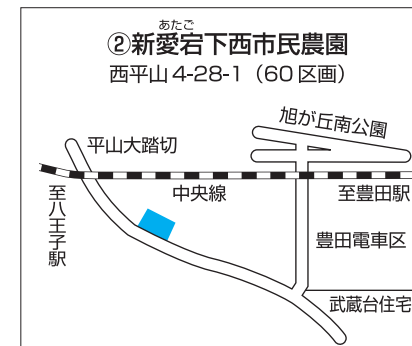 あたご
②新愛宕下西市民農園
西平山4-28-1（60区画）
旭が丘南公園
平山大踏切
中央線
至豊田駅
至八王子駅
豊田電車区
武蔵台住宅